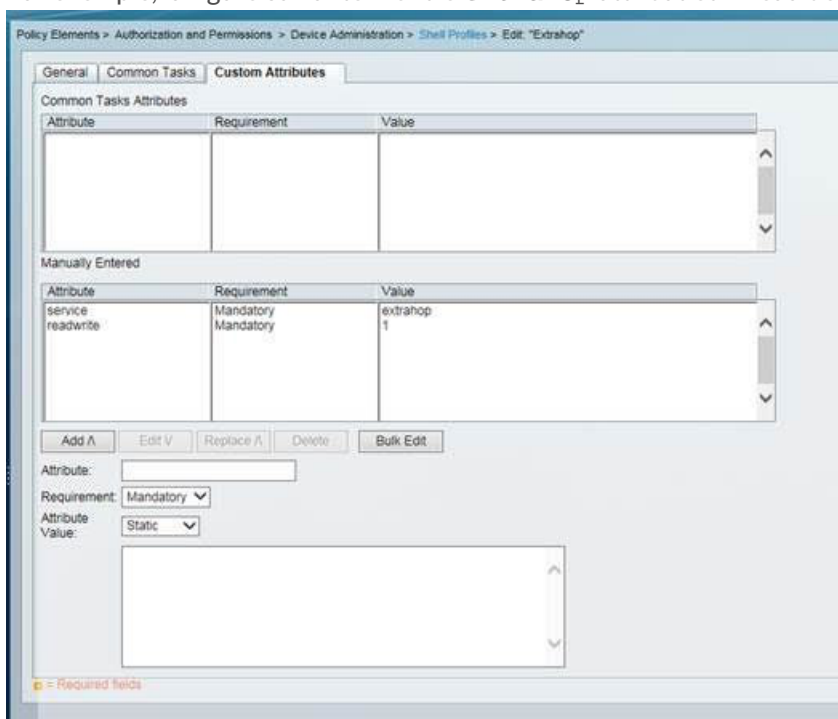 Policy Elements > Authorization and Permissions > Device Administration > Shell Profiles > Edit: "Extrahop"
General Common Tasks Custom Attributes
Common Tasks Attributes
Attribute Requirement Value
Manually Entered
Attribute Requirement Value
service Mandatory extrahop
readwrite Mandatory 1
Add Λ Edit V Replace Λ Delete Bulk Edit
Attribute:
Requirement: Mandatory
Attribute
Value: Static
= Required fields